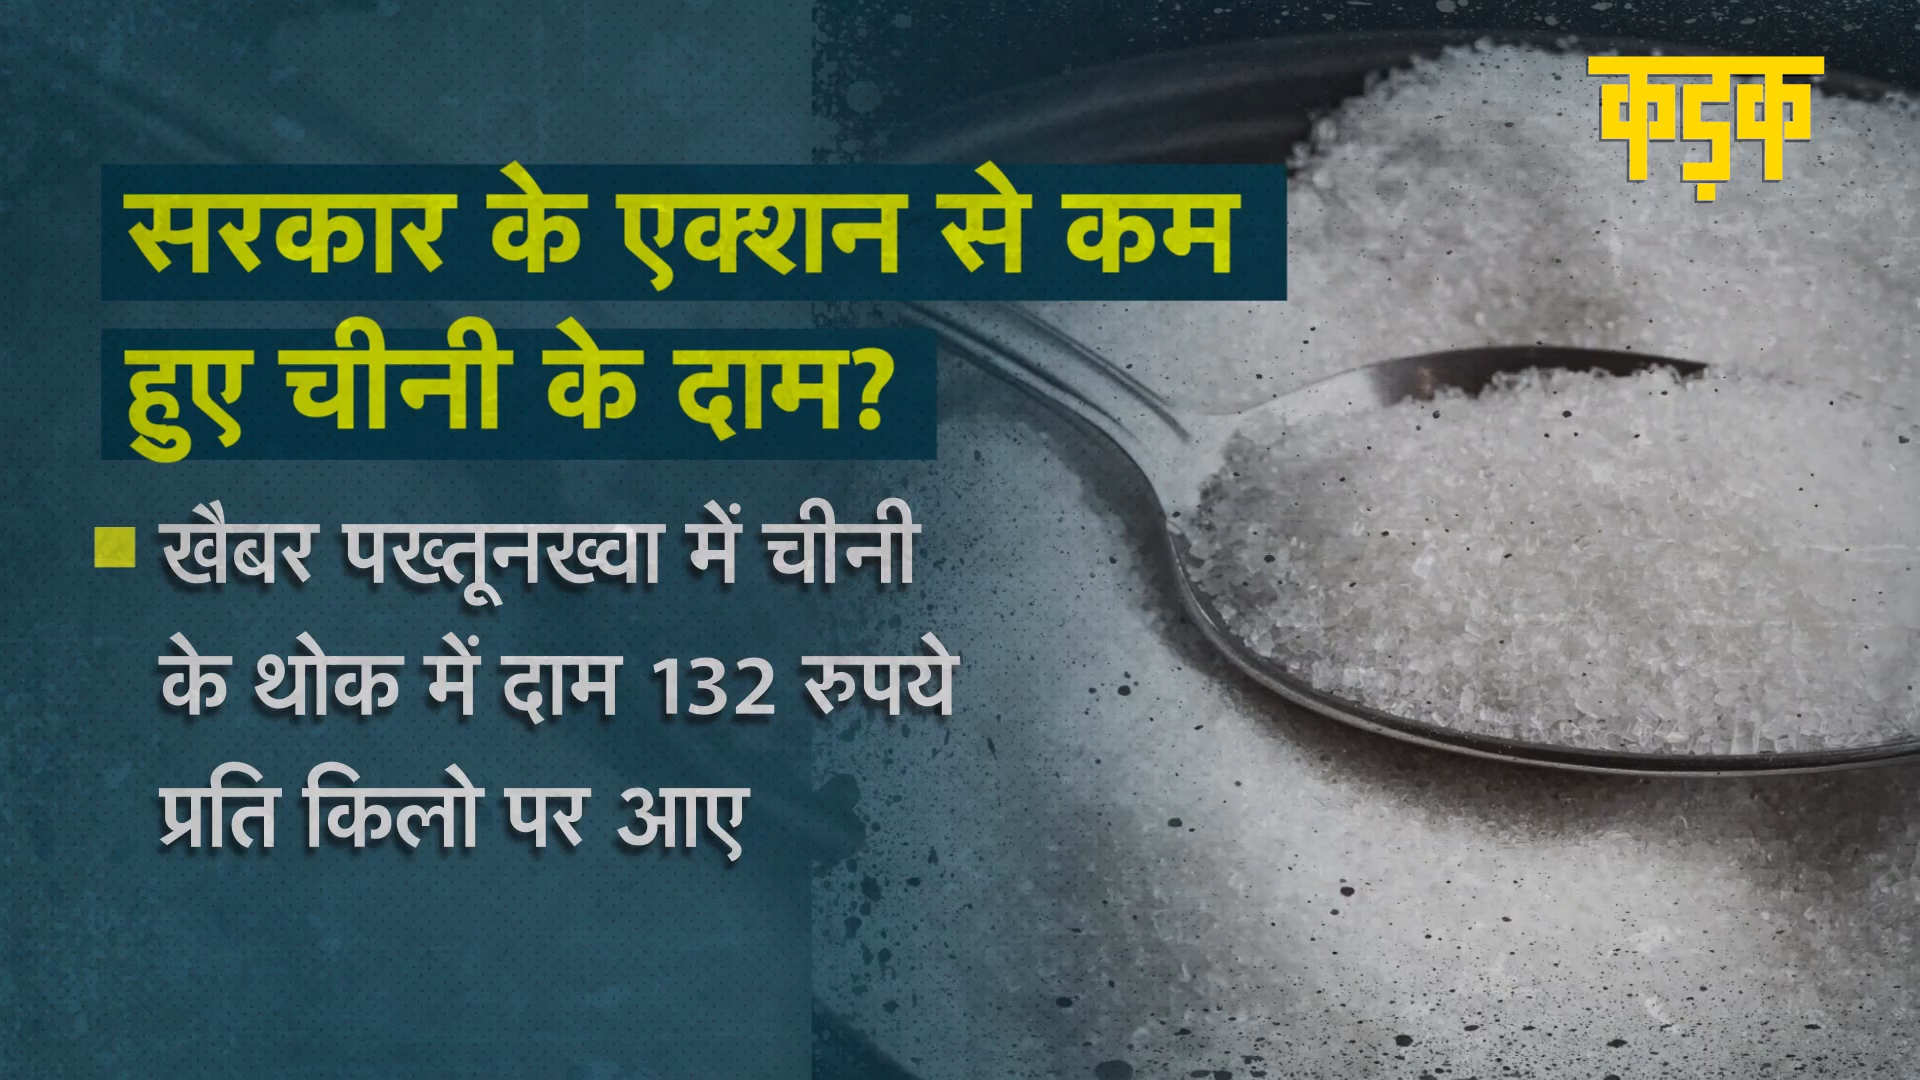 कड़क
सरकार के एक्शन से कम
हुए चीनी के दाम?
खैबर पख्तूनख्वा में चीनी
के थोक में दाम 132 रुपये
प्रति किलो पर आए